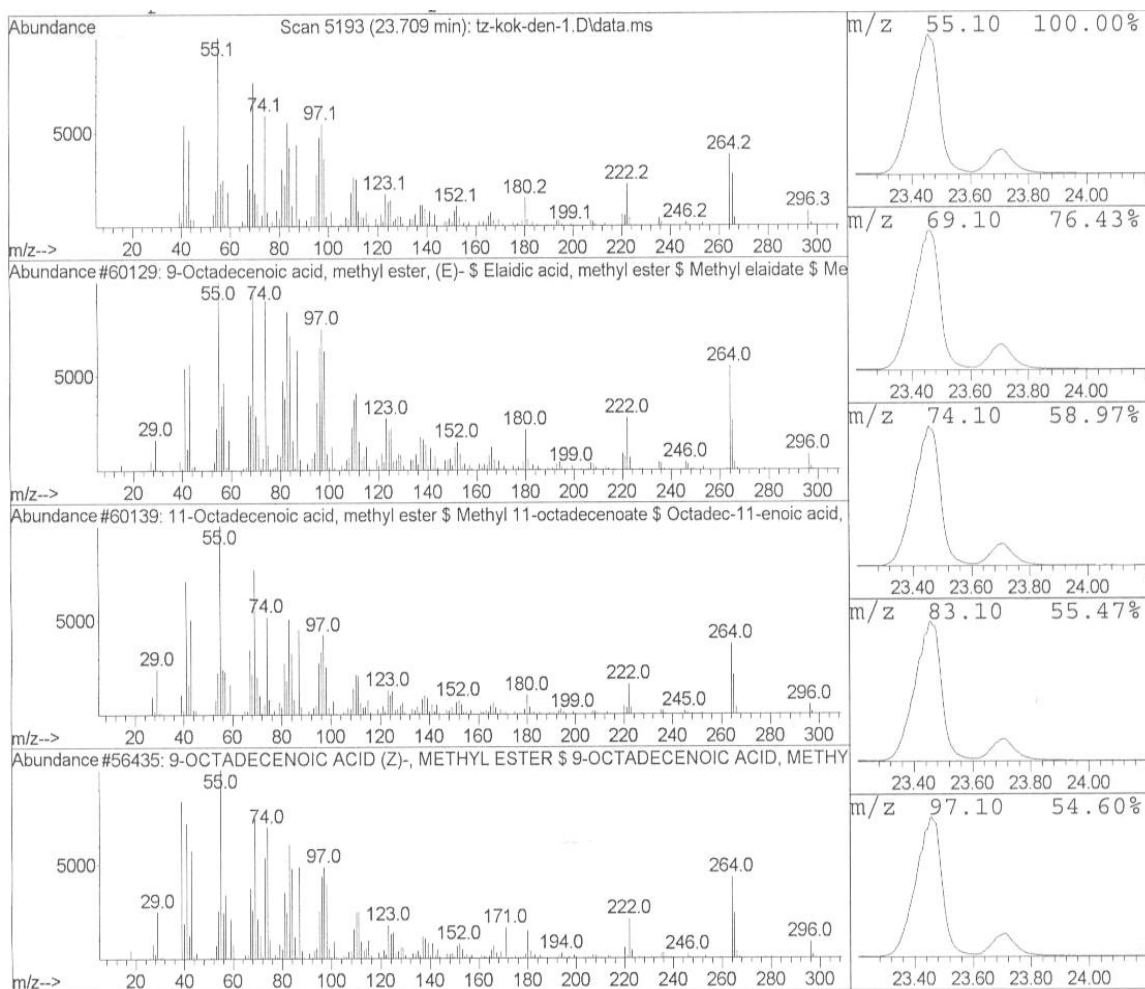 Abundance Scan 5193 (23.709 min): tz-kok-den-1.D\data.ms
55.1
74.1 97.1
5000
264.2
222.2
123.1 180.2
152.1 296.3
199.1 246.2
m/z--> 40 60 80 100 120 140 160 180 200 220 240 260 280 300
Abundance #60129: 9-Octadecenoic acid, methyl ester, (E)- $ Elaidic acid, methyl ester $ Methyl elaidate $ Me
55.0 74.0
97.0
5000
264.0
222.0
123.0 180.0
29.0 152.0 296.0
199.0 246.0
m/z--> 20 40 60 80 100 120 140 160 180 200 220 240 260 280 300
Abundance #60139: 11-Octadecenoic acid, methyl ester $ Methyl 11-octadecenoate $ Octadec-11-enoic acid,
55.0
74.0
5000
97.0
264.0
29.0
222.0
123.0 152.0 180.0
199.0 245.0 296.0
m/z--> 20 40 60 80 100 120 140 160 180 200 220 240 260 280 300
Abundance #56435: 9-OCTADECENOIC ACID (Z)-, METHYL ESTER $ 9-OCTADECENOIC ACID, METHY
55.0
74.0
97.0
5000
264.0
29.0
222.0
123.0 171.0
152.0 194.0 246.0 296.0
m/z--> 20 40 60 80 100 120 140 160 180 200 220 240 260 280 300
m/z 55.10 100.00%
23.40 23.60 23.80 24.00
m/z 69.10 76.43%
23.40 23.60 23.80 24.00
m/z 74.10 58.97%
23.40 23.60 23.80 24.00
m/z 83.10 55.47%
23.40 23.60 23.80 24.00
m/z 97.10 54.60%
23.40 23.60 23.80 24.00